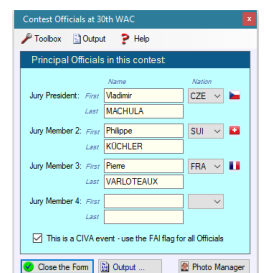 Contest Officials at 30th WAC x
Toolbox Output ? Help
Principal Officials in this contest:
Name Nation
Jury President: First Vladimir CZE
Last MACHULA
Jury Member 2: First Philippe SUI
Last KÜCHLER
Jury Member 3: First Pierre FRA
Last VARLOTEAUX
Jury Member 4: First
Last
This is a CIVA event - use the FAI flag for all Officials
Close the Form Output ... Photo Manager